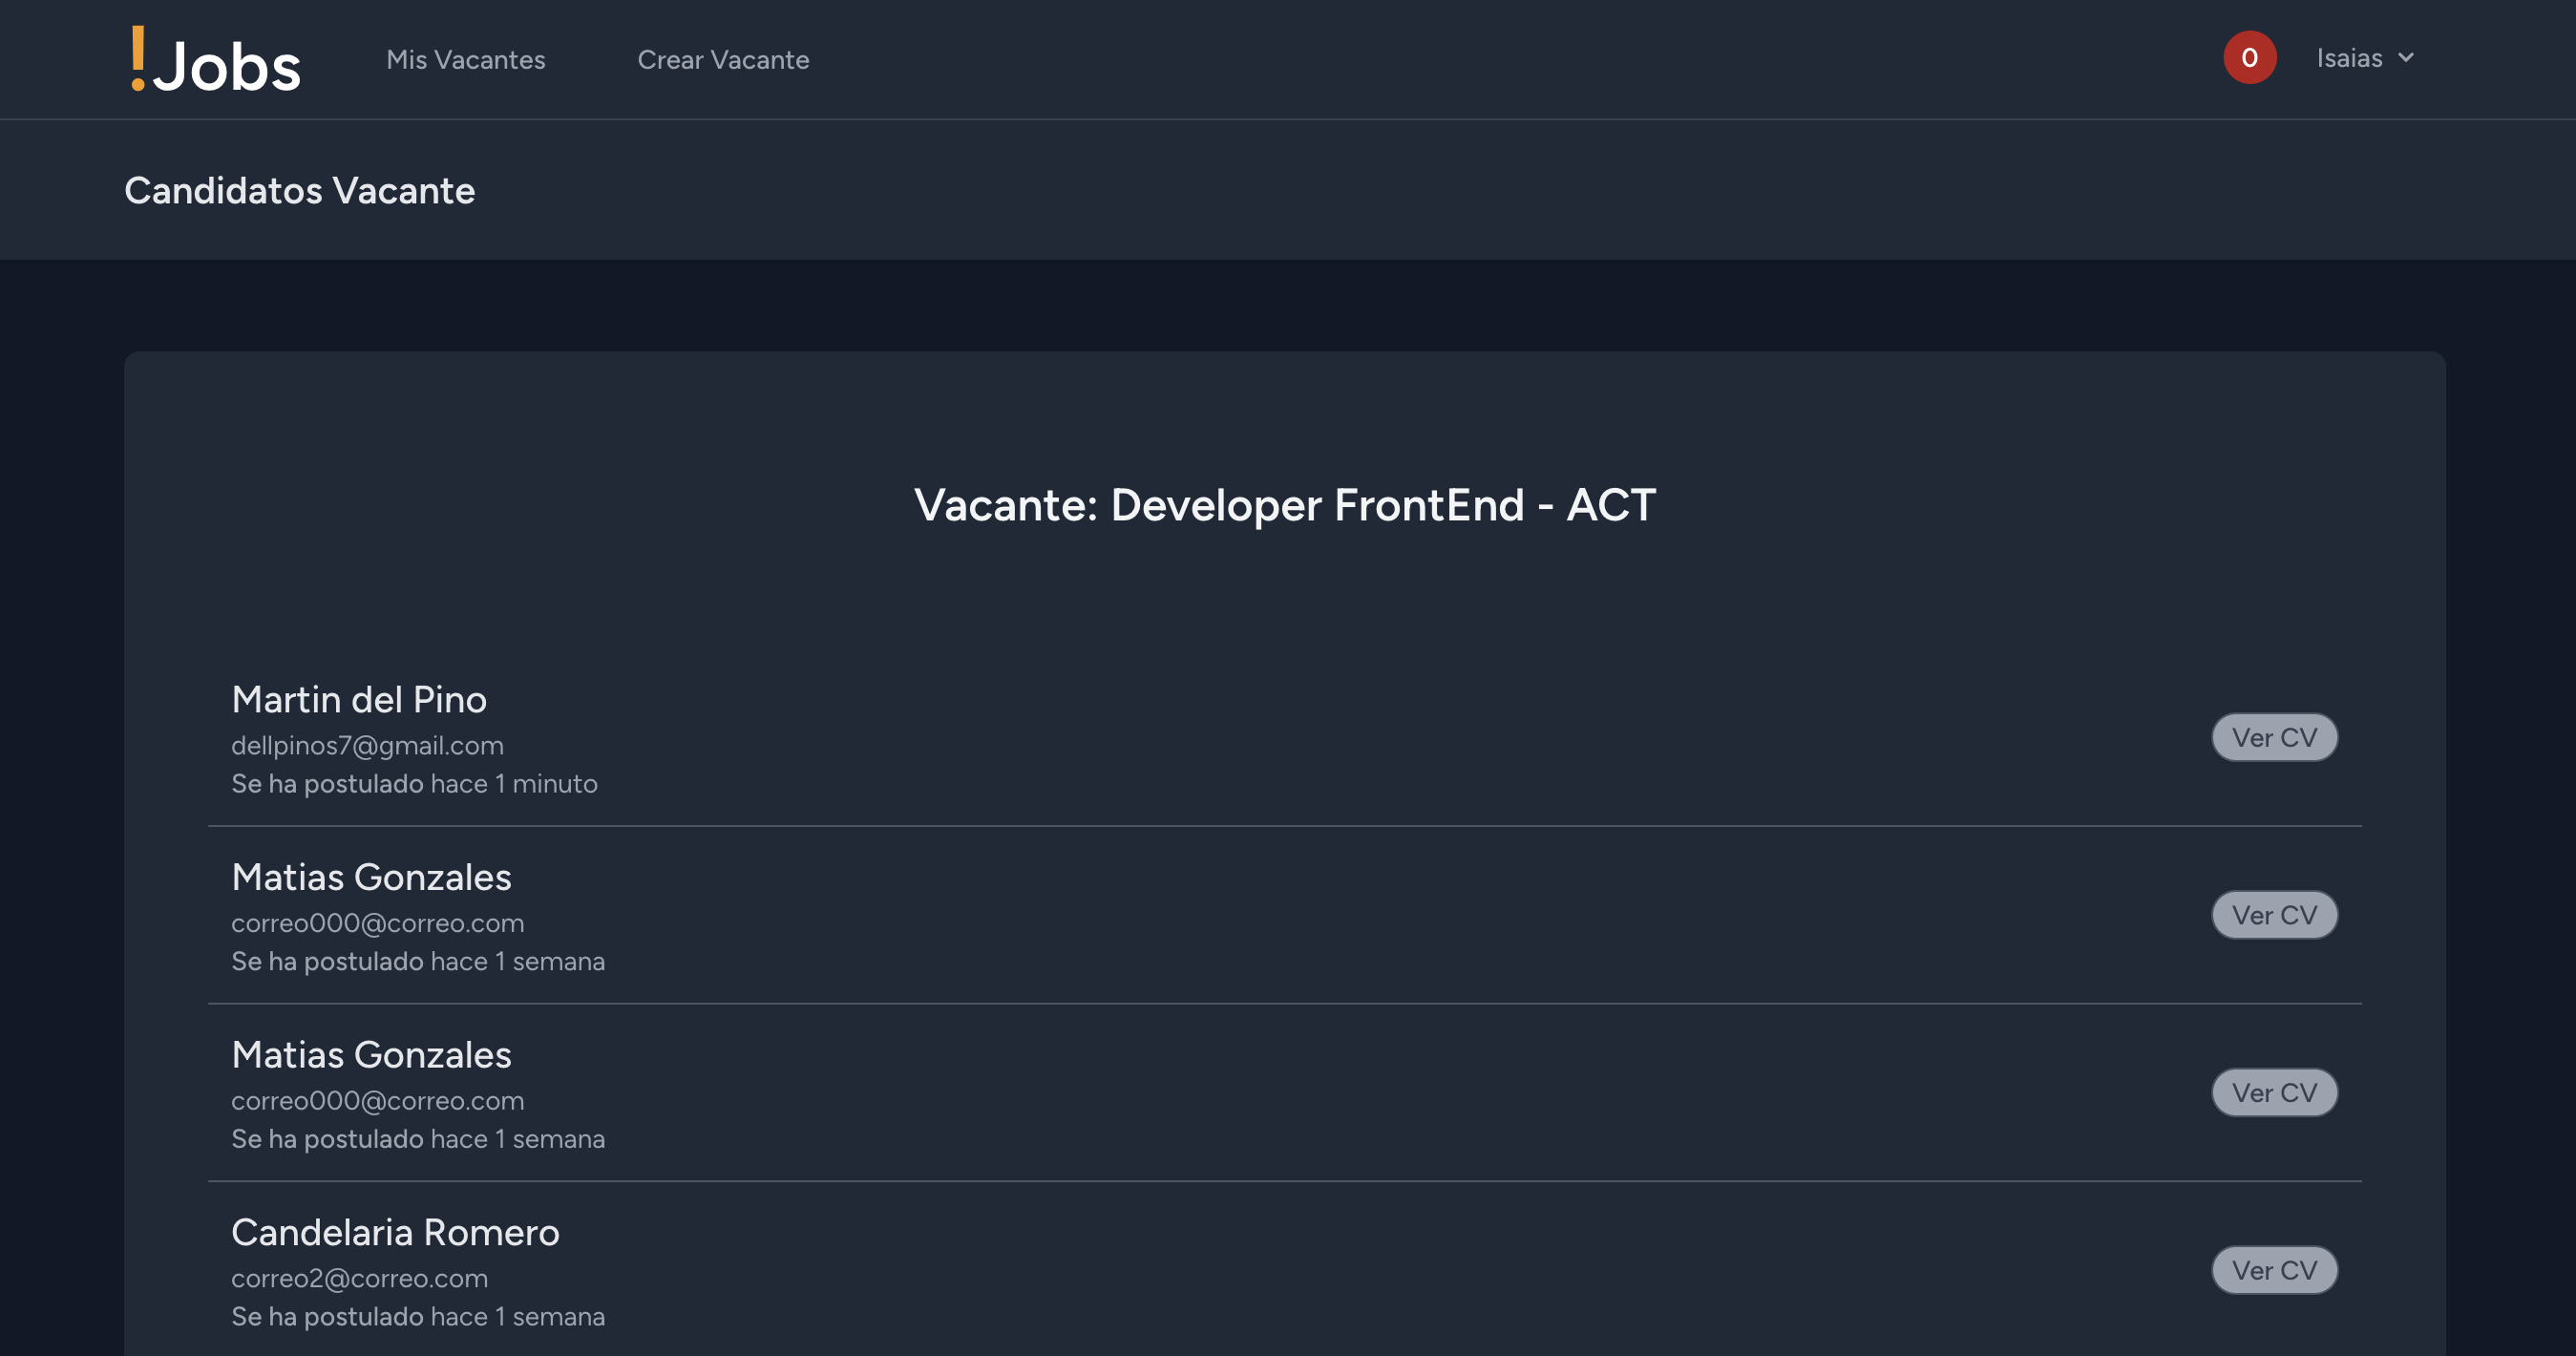 !Jobs Mis Vacantes Crear Vacante 0 Isaias
Candidatos Vacante
Vacante: Developer FrontEnd - ACT
Martin del Pino
dellpinos7@gmail.com
Se ha postulado hace 1 minuto
Ver CV
Matias Gonzales
correo000@correo.com
Se ha postulado hace 1 semana
Ver CV
Matias Gonzales
correo000@correo.com
Se ha postulado hace 1 semana
Ver CV
Candelaria Romero
correo2@correo.com
Se ha postulado hace 1 semana
Ver CV